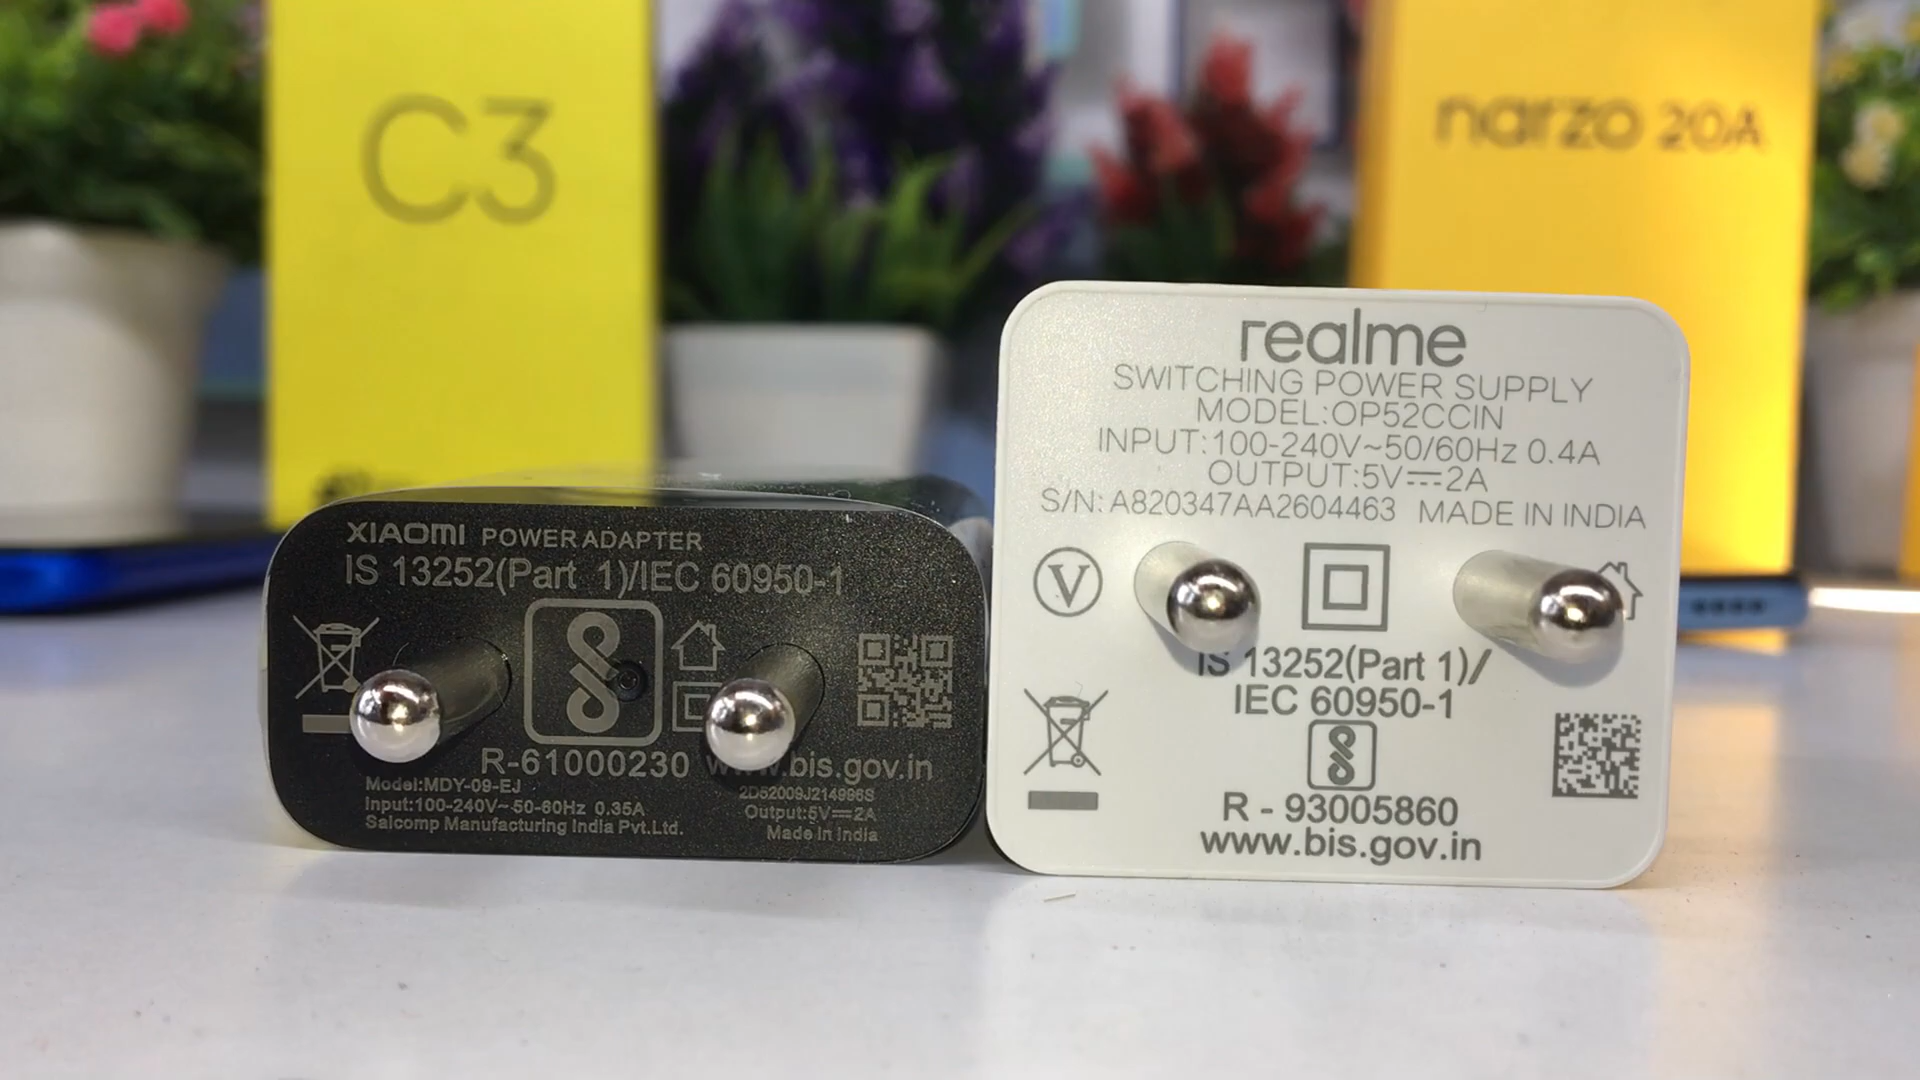 C3
narzo 20A
XIAOMI POWER ADAPTER
IS 13252(Part 1)/IEC 60950-1
R-61000230 www.bis.gov.in
Model:MDY-09-EJ
Input:100-240V~50-60Hz 0.35A
Salcomp Manufacturing India Pvt.Ltd.
2D52009J214996S
Output:5V⎓2A
Made in India
realme
SWITCHING POWER SUPPLY
MODEL:OP52CCIN
INPUT:100-240V~50/60Hz 0.4A
OUTPUT:5V⎓2A
S/N: A820347AA2604463 MADE IN INDIA
V
IS 13252(Part 1)/
IEC 60950-1
R - 93005860
www.bis.gov.in